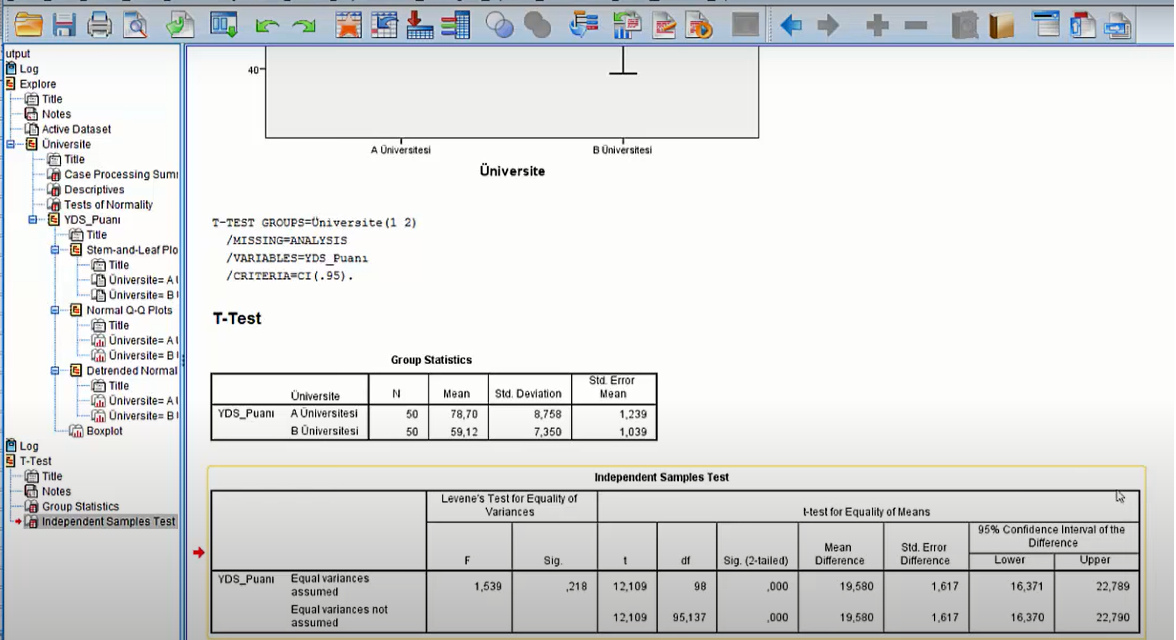 utput
Log
Explore
Title
Notes
Active Dataset
Üniversite
Title
Case Processing Sum
Descriptives
Tests of Normality
YDS_Puanı
Title
Stem-and-Leaf Plo
Title
Üniversite= A
Üniversite= B
Normal Q-Q Plots
Title
Üniversite= A
Üniversite= B
Detrended Normal
Title
Üniversite= A
Üniversite= B
Boxplot
Log
T-Test
Title
Notes
Group Statistics
Independent Samples Test
40
A Üniversitesi B Üniversitesi
Üniversite
T-TEST GROUPS=Üniversite(1 2)
/MISSING=ANALYSIS
/VARIABLES=YDS_Puanı
/CRITERIA=CI(.95).
T-Test
Group Statistics
Üniversite N Mean Std. Deviation Std. Error Mean
YDS_Puanı A Üniversitesi 50 78,70 8,758 1,239
B Üniversitesi 50 59,12 7,350 1,039
Independent Samples Test
Levene's Test for Equality of Variances t-test for Equality of Means
95% Confidence Interval of the Difference
F Sig. t df Sig. (2-tailed) Mean Difference Std. Error Difference Lower Upper
YDS_Puanı Equal variances assumed 1,539 ,218 12,109 98 ,000 19,580 1,617 16,371 22,789
Equal variances not assumed 12,109 95,137 ,000 19,580 1,617 16,370 22,790